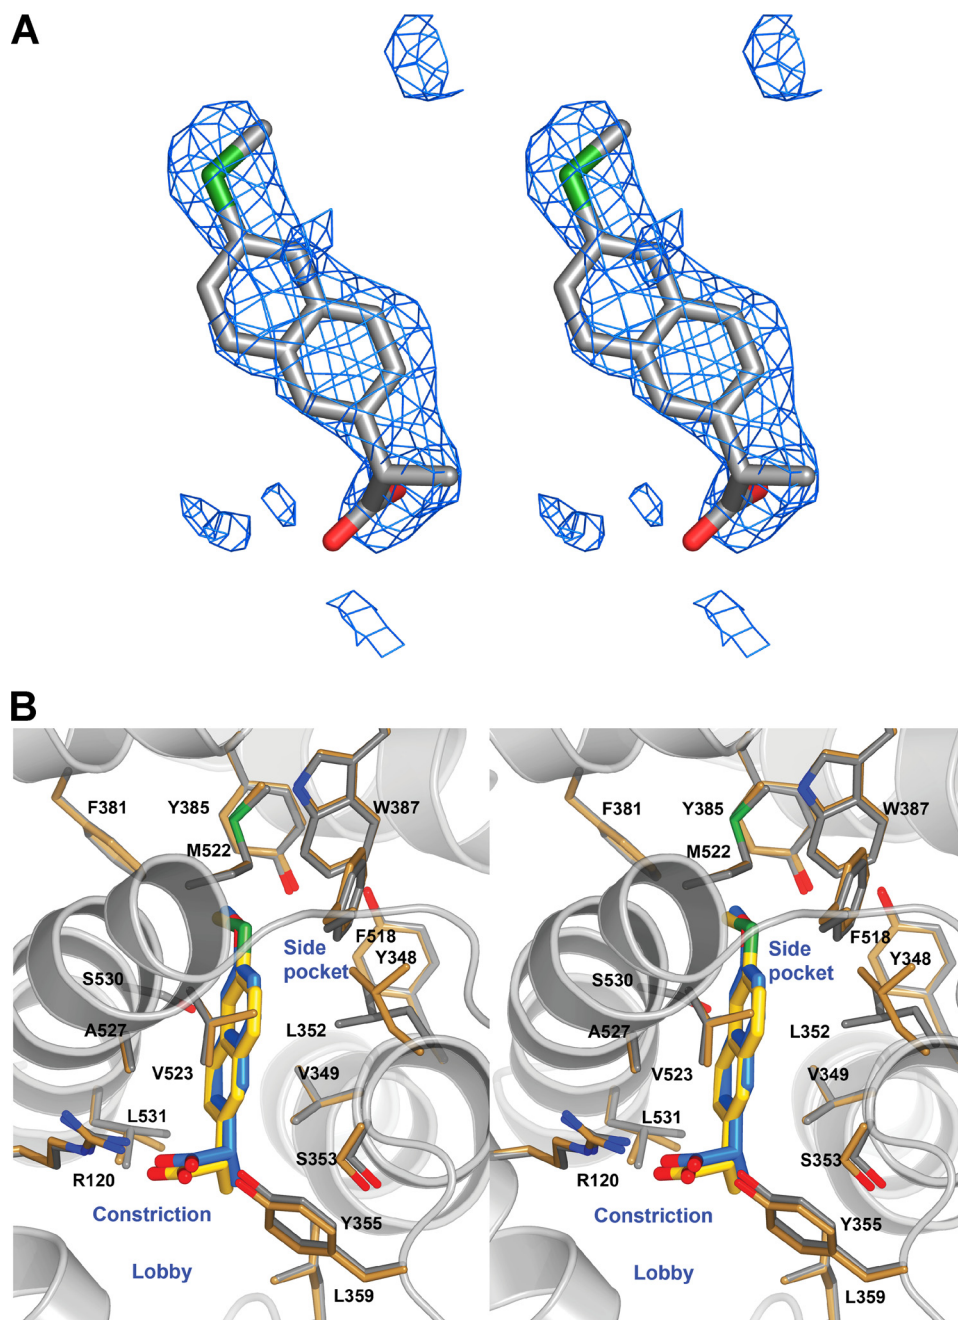 A
B
F381
Y385
W387
M522
F518
Side
pocket
Y348
S530
A527
L352
V523
V349
L531
S353
R120
Constriction
Y355
Lobby
L359
F381
Y385
W387
M522
F518
Side
pocket
Y348
S530
A527
L352
V523
V349
L531
S353
R120
Constriction
Y355
Lobby
L359